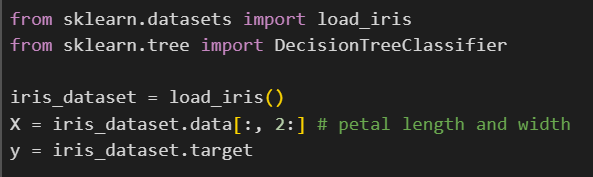 from sklearn.datasets import load_iris
from sklearn.tree import DecisionTreeClassifier
iris_dataset = load_iris()
X = iris_dataset.data[:, 2:] # petal length and width
y = iris_dataset.target